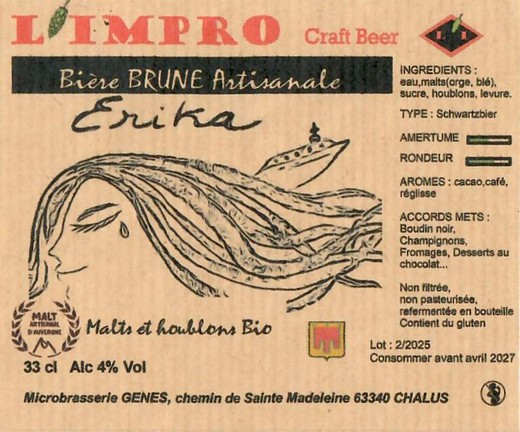 L'IMPRO Craft Beer
L I
Bière BRUNE Artisanale
Erika
INGREDIENTS :
eau,malts(orge, blé),
sucre, houblons, levure.
TYPE : Schwartzbier
AMERTUME
RONDEUR
AROMES : cacao,café,
réglisse
ACCORDS METS :
Boudin noir,
Champignons,
Fromages, Desserts au
chocolat...
Non filtrée,
non pasteurisée,
refermentée en bouteille
Contient du gluten
MALT
ARTISANAL
D'AUVERGNE
Malts et houblons Bio
Lot : 2/2025
Consommer avant avril 2027
33 cl Alc 4% Vol
Microbrasserie GENES, chemin de Sainte Madeleine 63340 CHALUS